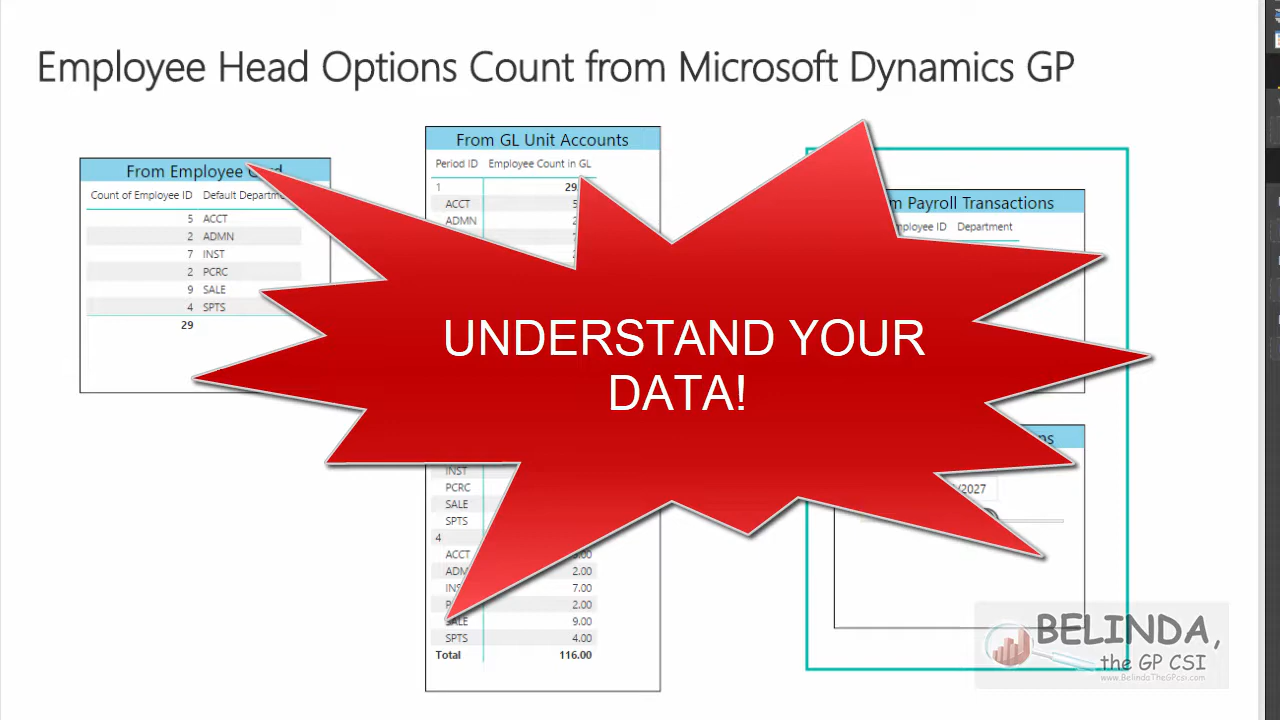 Employee Head Options Count from Microsoft Dynamics GP
From Employee
Count of Employee ID Default
5 ACCT
2 ADMN
7 INST
2 PCRC
9 SALE
4 SPTS
29
From GL Unit Accounts
Period ID Employee Count in GL
1
ACCT
ADMN
UNDERSTAND YOUR
DATA!
INST
PCRC
SALE
SPTS
4
ACCT
2.00
7.00
2.00
SALE 9.00
SPTS 4.00
Total 116.00
Payroll Transactions
ID Department
BELINDA,
the GP CSI
www.BelindaTheGPcsi.com